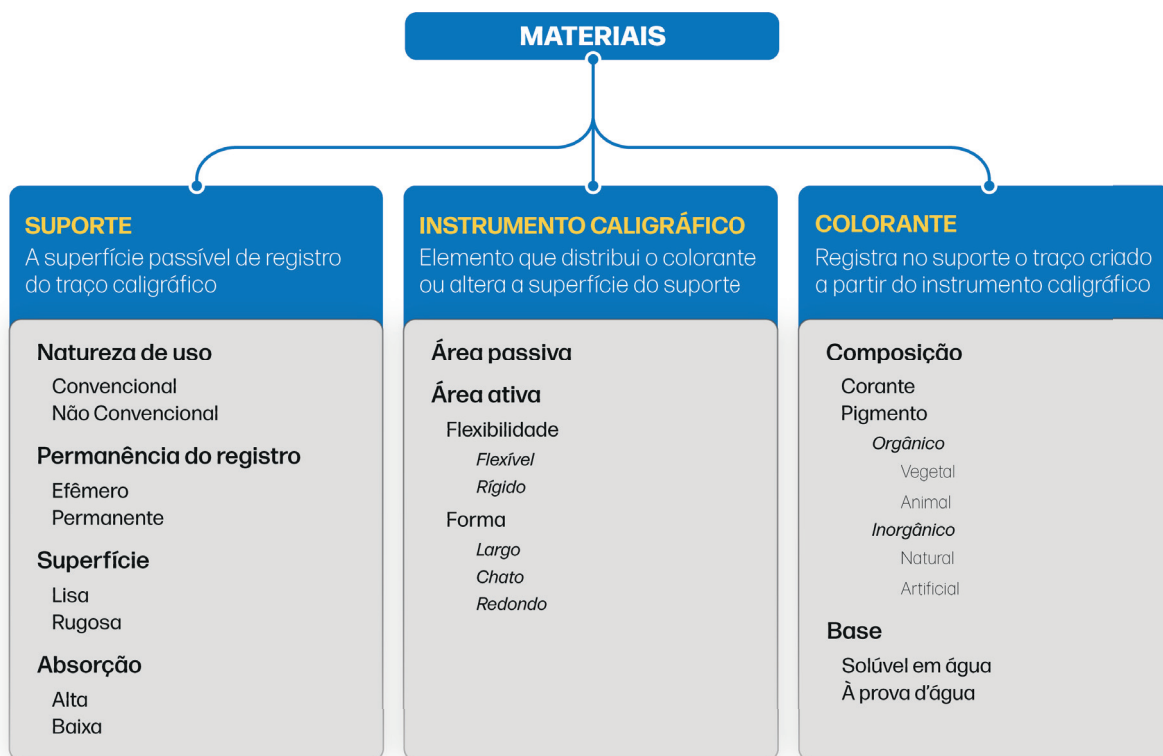 MATERIAIS
SUPORTE
A superfície passível de registro
do traço caligráfico
Natureza de uso
Convencional
Não Convencional
Permanência do registro
Efêmero
Permanente
Superfície
Lisa
Rugosa
Absorção
Alta
Baixa
INSTRUMENTO CALIGRÁFICO
Elemento que distribui o colorante
ou altera a superfície do suporte
Área passiva
Área ativa
Flexibilidade
Flexível
Rígido
Forma
Largo
Chato
Redondo
COLORANTE
Registra no suporte o traço criado
a partir do instrumento caligráfico
Composição
Corante
Pigmento
Orgânico
Vegetal
Animal
Inorgânico
Natural
Artificial
Base
Solúvel em água
À prova d’água